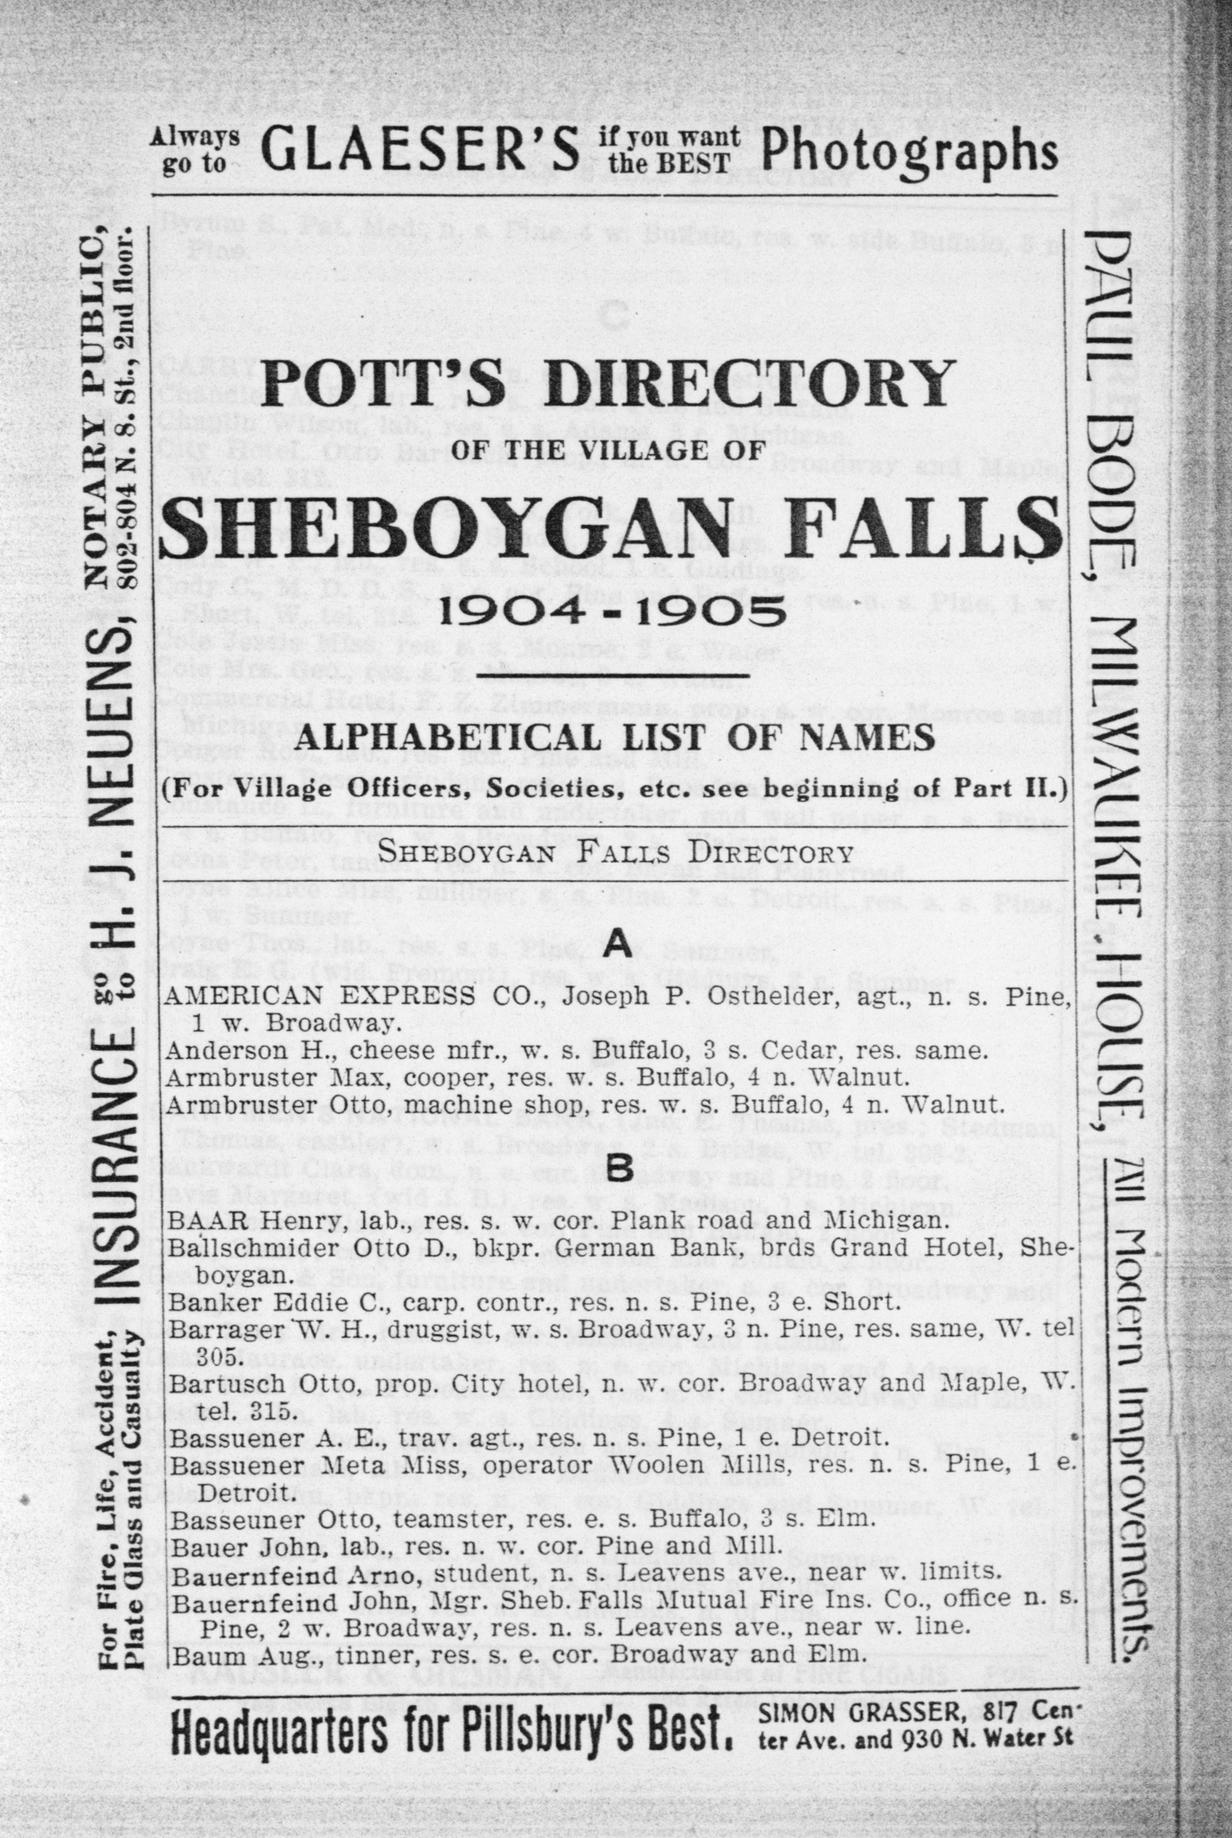 Always go to GLAESER'S if you want the BEST Photographs
For Fire, Life, Accident, Plate Glass and Casualty INSURANCE go to H. J. NEUENS, NOTARY PUBLIC, 802-804 N. 8. St., 2nd floor.
POTT'S DIRECTORY
OF THE VILLAGE OF
SHEBOYGAN FALLS
1904-1905
ALPHABETICAL LIST OF NAMES
(For Village Officers, Societies, etc. see beginning of Part II.)
SHEBOYGAN FALLS DIRECTORY
A
AMERICAN EXPRESS CO., Joseph P. Osthelder, agt., n. s. Pine,
1 w. Broadway.
Anderson H., cheese mfr., w. s. Buffalo, 3 s. Cedar, res. same.
Armbruster Max, cooper, res. w. s. Buffalo, 4 n. Walnut.
Armbruster Otto, machine shop, res. w. s. Buffalo, 4 n. Walnut.
B
BAAR Henry, lab., res. s. w. cor. Plank road and Michigan.
Ballschmider Otto D., bkpr. German Bank, brds Grand Hotel, She-
boygan.
Banker Eddie C., carp. contr., res. n. s. Pine, 3 e. Short.
Barrager W. H., druggist, w. s. Broadway, 3 n. Pine, res. same, W. tel
305.
Bartusch Otto, prop. City hotel, n. w. cor. Broadway and Maple, W.
tel. 315.
Bassuener A. E., trav. agt., res. n. s. Pine, 1 e. Detroit.
Bassuener Meta Miss, operator Woolen Mills, res. n. s. Pine, 1 e.
Detroit.
Basseuner Otto, teamster, res. e. s. Buffalo, 3 s. Elm.
Bauer John, lab., res. n. w. cor. Pine and Mill.
Bauernfeind Arno, student, n. s. Leavens ave., near w. limits.
Bauernfeind John, Mgr. Sheb. Falls Mutual Fire Ins. Co., office n. s.
Pine, 2 w. Broadway, res. n. s. Leavens ave., near w. line.
Baum Aug., tinner, res. s. e. cor. Broadway and Elm.
PAUL BODE, MILWAUKEE HOUSE, All Modern Improvements.
Headquarters for Pillsbury's Best. SIMON GRASSER, 817 Cen-
ter Ave. and 930 N. Water St